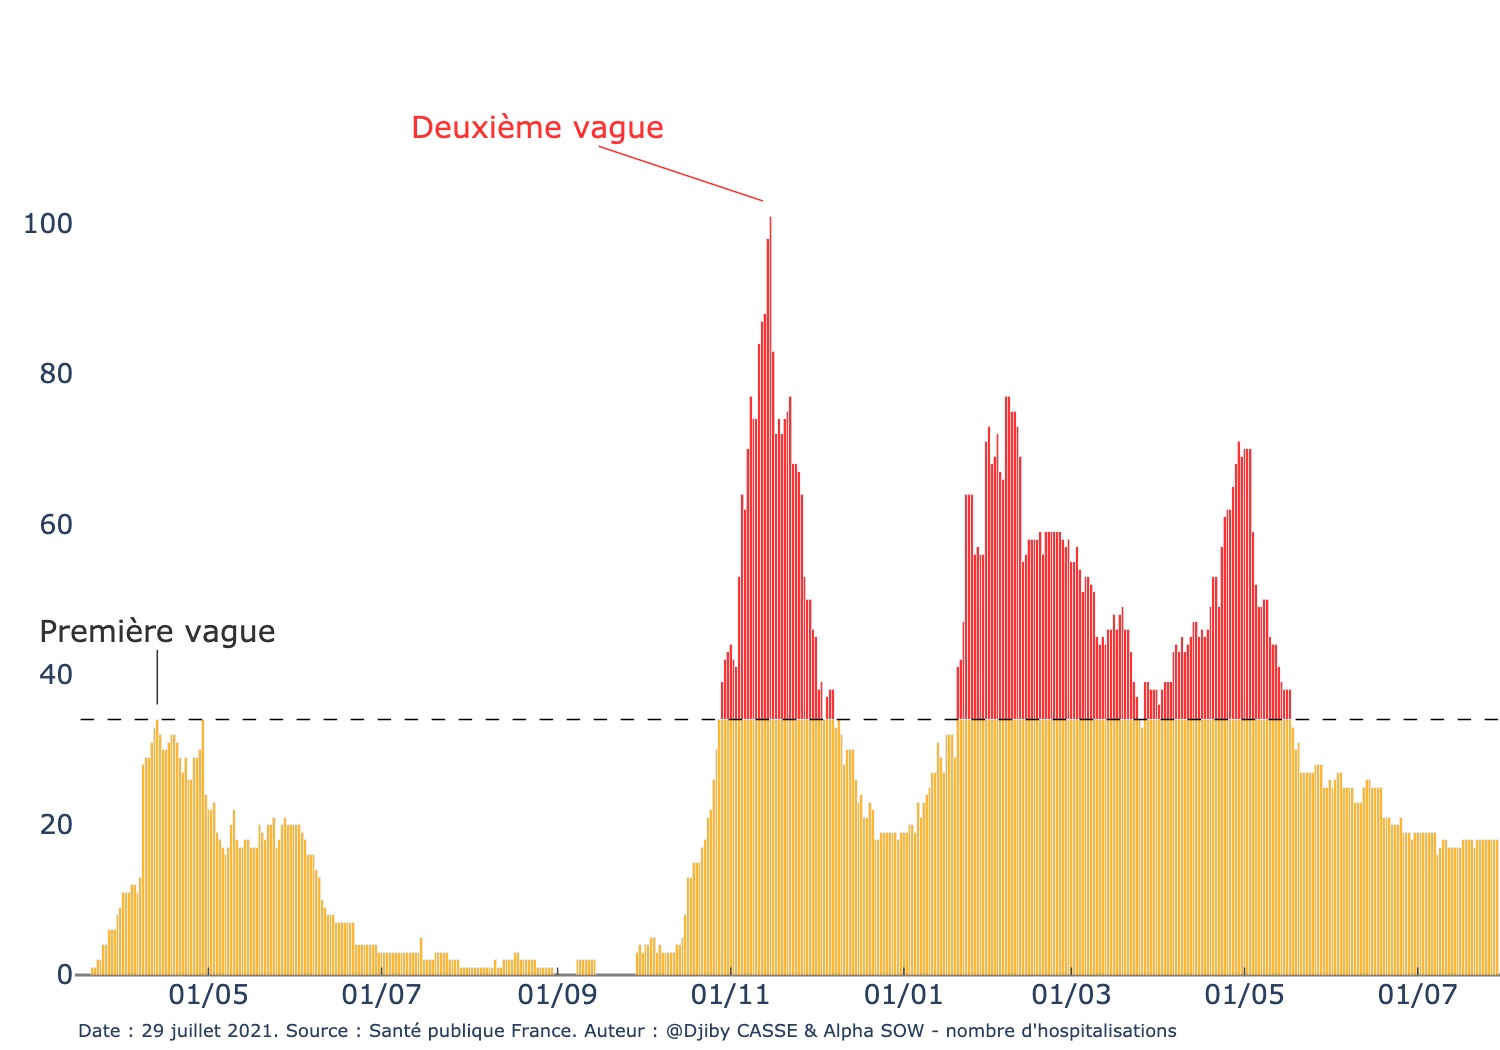 Deuxième vague
100
80
60
Première vague
40
20
0
01/05 01/07 01/09 01/11 01/01 01/03 01/05 01/07
Date : 29 juillet 2021. Source : Santé publique France. Auteur : @Djiby CASSE & Alpha SOW - nombre d'hospitalisations